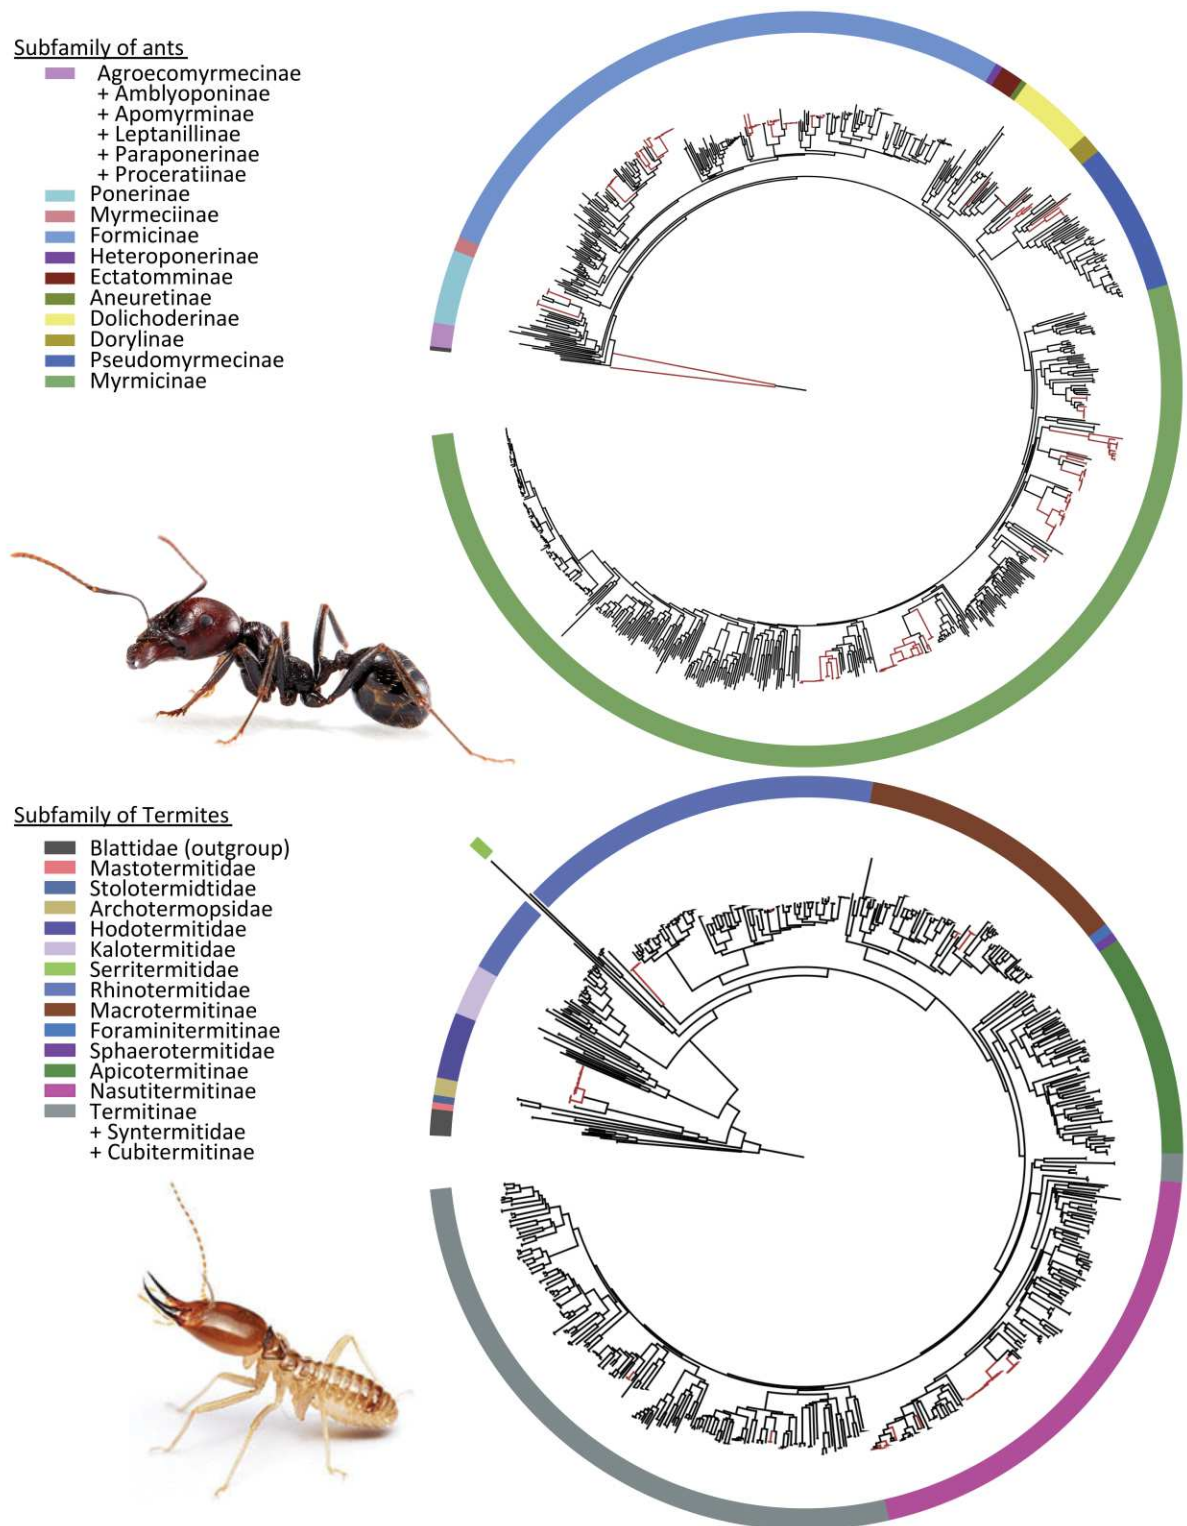 Subfamily of ants
Agroecomyrmecinae
+ Amblyoponinae
+ Apomyrminae
+ Leptanillinae
+ Paraponerinae
+ Proceratiinae
Ponerinae
Myrmeciinae
Formicinae
Heteroponerinae
Ectatomminae
Aneuretinae
Dolichoderinae
Dorylinae
Pseudomyrmecinae
Myrmicinae
Subfamily of Termites
Blattidae (outgroup)
Mastotermitidae
Stolotermidtidae
Archotermopsidae
Hodotermitidae
Kalotermitidae
Serritermitidae
Rhinotermitidae
Macrotermitinae
Foraminitermitinae
Sphaerotermitidae
Apicotermitinae
Nasutitermitinae
Termitinae
+ Syntermitidae
+ Cubitermitinae